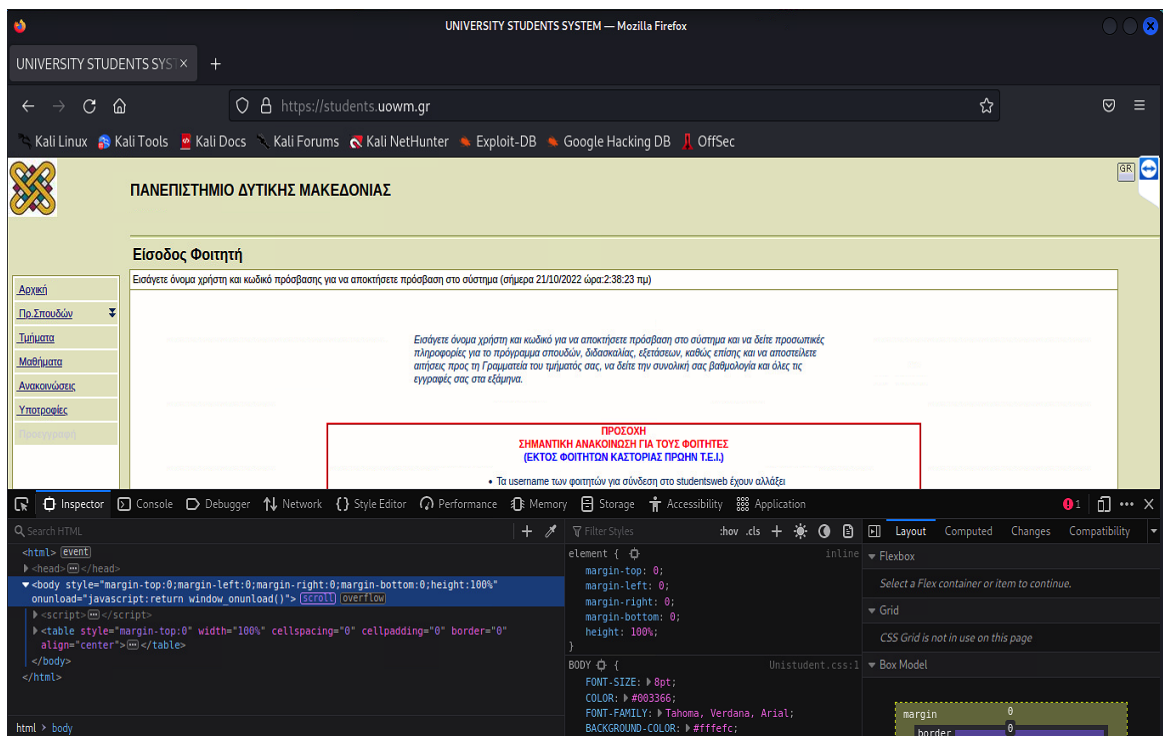 UNIVERSITY STUDENTS SYSTEM — Mozilla Firefox
UNIVERSITY STUDENTS SYST
https://students.uowm.gr
Kali Linux Kali Tools Kali Docs Kali Forums Kali NetHunter Exploit-DB Google Hacking DB OffSec
GR
ΠΑΝΕΠΙΣΤΗΜΙΟ ΔΥΤΙΚΗΣ ΜΑΚΕΔΟΝΙΑΣ
Είσοδος Φοιτητή
Εισάγετε όνομα χρήστη και κωδικό πρόσβασης για να αποκτήσετε πρόσβαση στο σύστημα (σήμερα 21/10/2022 ώρα:2:38:23 πμ)
Αρχική
Πρ.Σπουδών
Τμήματα
Μαθήματα
Ανακοινώσεις
Υποτροφίες
Προεγγραφή
Εισάγετε όνομα χρήστη και κωδικό για να αποκτήσετε πρόσβαση στο σύστημα και να δείτε προσωπικές
πληροφορίες για το πρόγραμμα σπουδών, διδασκαλίας, εξετάσεων, καθώς επίσης και να αποστείλετε
αιτήσεις προς τη Γραμματεία του τμήματός σας, να δείτε την συνολική σας βαθμολογία και όλες τις
εγγραφές σας στα εξάμηνα.
ΠΡΟΣΟΧΗ
ΣΗΜΑΝΤΙΚΗ ΑΝΑΚΟΙΝΩΣΗ ΓΙΑ ΤΟΥΣ ΦΟΙΤΗΤΕΣ
(ΕΚΤΟΣ ΦΟΙΤΗΤΩΝ ΚΑΣΤΟΡΙΑΣ ΠΡΩΗΝ Τ.Ε.Ι.)
• Τα username των φοιτητών για σύνδεση στο studentsweb έχουν αλλάξει
Inspector Console Debugger Network Style Editor Performance Memory Storage Accessibility Application 1
Search HTML
<html> event
<head> </head>
<body style="margin-top:0;margin-left:0;margin-right:0;margin-bottom:0;height:100%"
onunload="javascript:return window_onunload()"> scroll overflow
<script> </script>
<table style="margin-top:0" width="100%" cellspacing="0" cellpadding="0" border="0"
align="center"> </table>
</body>
</html>
html > body
Filter Styles :hov .cls
element { inline
margin-top: 0;
margin-left: 0;
margin-right: 0;
margin-bottom: 0;
height: 100%;
}
BODY { Unistudent.css:1
FONT-SIZE: 8pt;
COLOR: #003366;
FONT-FAMILY: Tahoma, Verdana, Arial;
BACKGROUND-COLOR: #fffefc;
Layout Computed Changes Compatibility
Flexbox
Select a Flex container or item to continue.
Grid
CSS Grid is not in use on this page
Box Model
margin 0
border 0